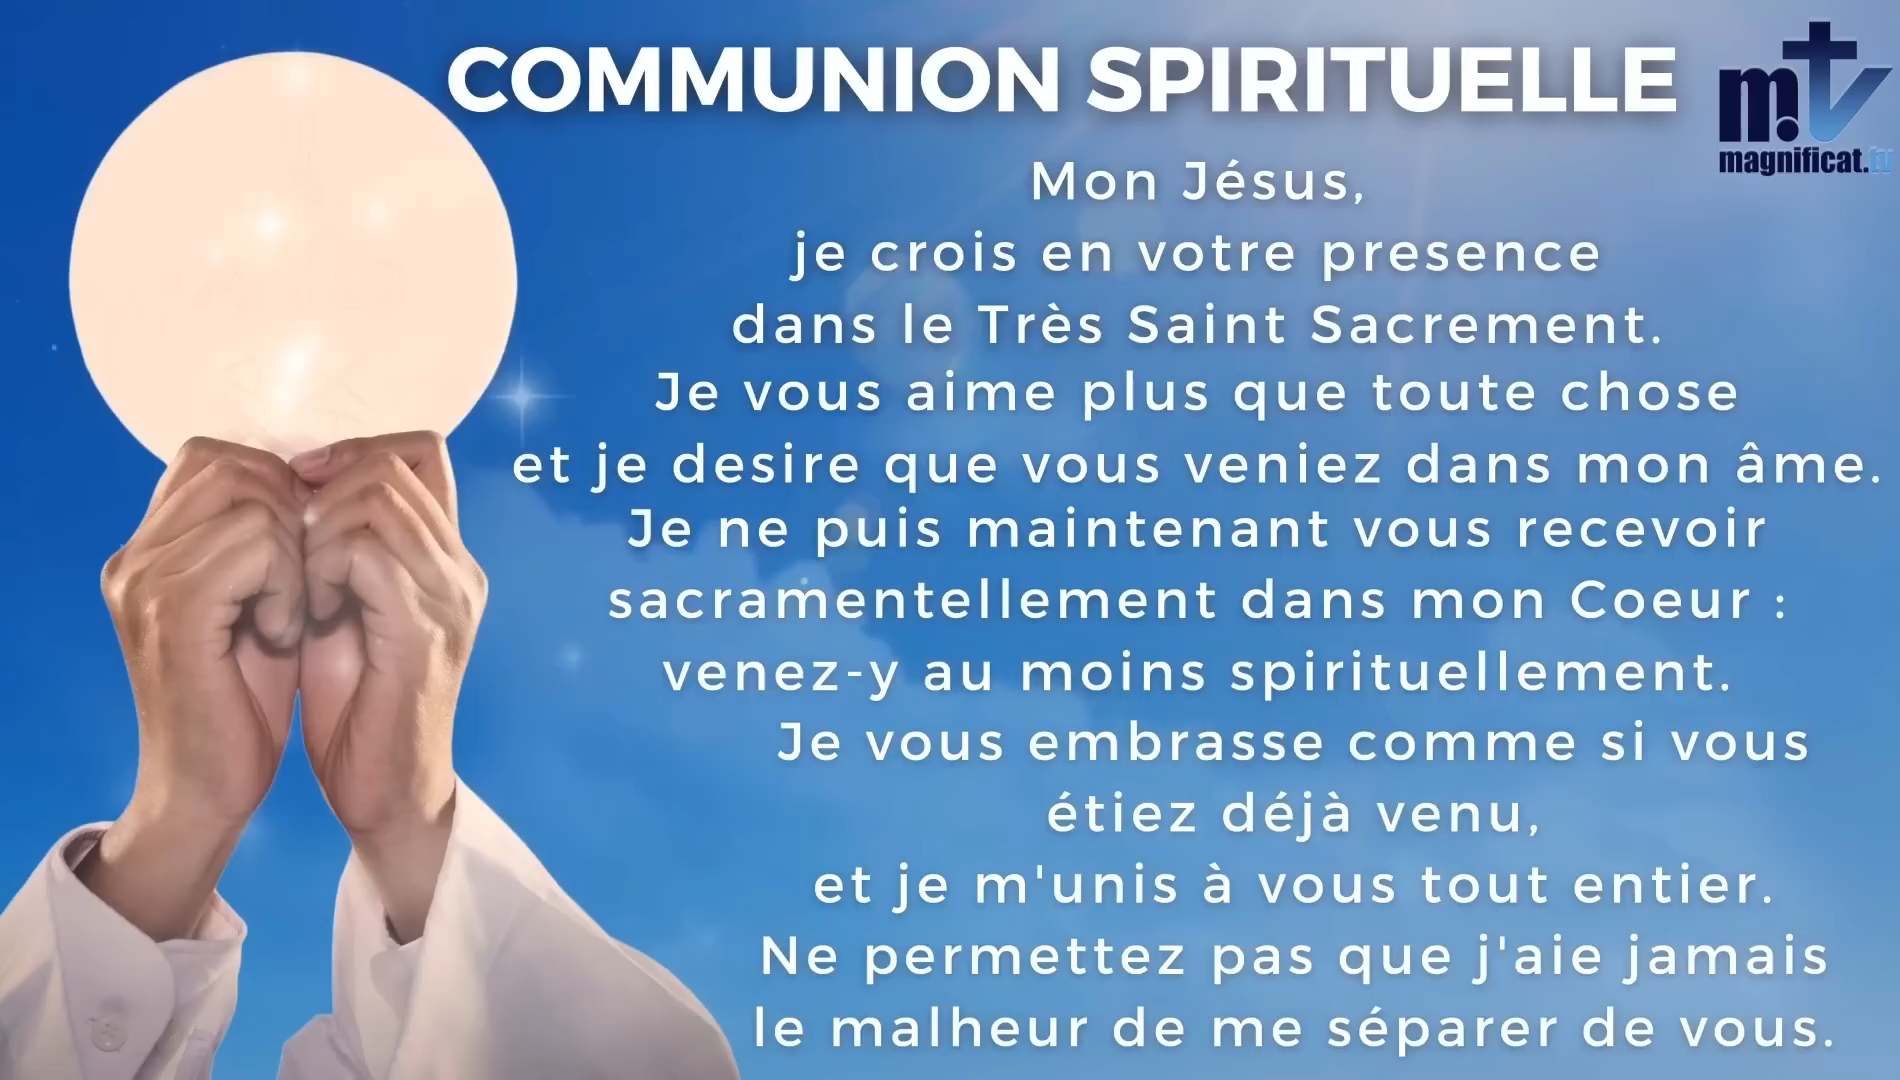 COMMUNION SPIRITUELLE
mtv
magnificat.tv
Mon Jésus,
je crois en votre presence
dans le Très Saint Sacrement.
Je vous aime plus que toute chose
et je desire que vous veniez dans mon âme.
Je ne puis maintenant vous recevoir
sacramentellement dans mon Coeur :
venez-y au moins spirituellement.
Je vous embrasse comme si vous
étiez déjà venu,
et je m'unis à vous tout entier.
Ne permettez pas que j'aie jamais
le malheur de me séparer de vous.